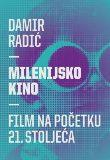 DAMIR
RADIĆ
MILENIJSKO
KINO
FILM NA POČETKU
21. STOLJEĆA